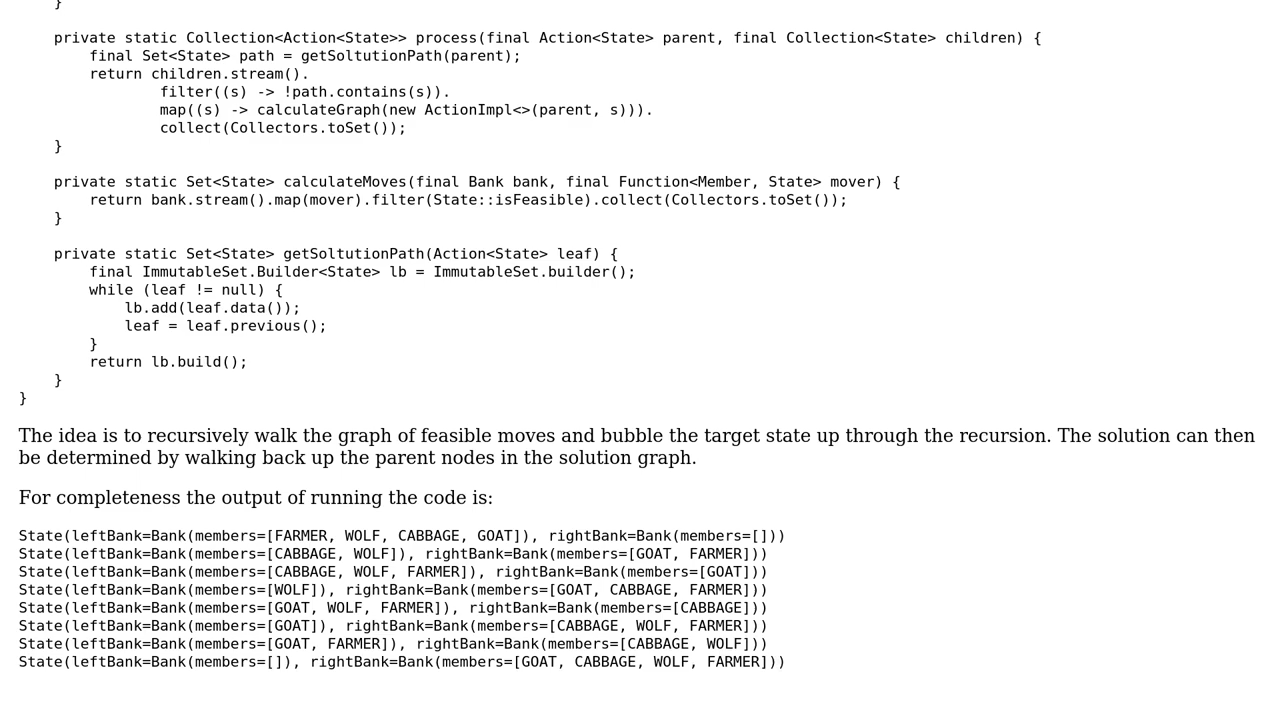 }
    private static Collection<Action<State>> process(final Action<State> parent, final Collection<State> children) {
        final Set<State> path = getSoltutionPath(parent);
        return children.stream().
                filter((s) -> !path.contains(s)).
                map((s) -> calculateGraph(new ActionImpl<>(parent, s))).
                collect(Collectors.toSet());
    }
    private static Set<State> calculateMoves(final Bank bank, final Function<Member, State> mover) {
        return bank.stream().map(mover).filter(State::isFeasible).collect(Collectors.toSet());
    }
    private static Set<State> getSoltutionPath(Action<State> leaf) {
        final ImmutableSet.Builder<State> lb = ImmutableSet.builder();
        while (leaf != null) {
            lb.add(leaf.data());
            leaf = leaf.previous();
        }
        return lb.build();
    }
}
The idea is to recursively walk the graph of feasible moves and bubble the target state up through the recursion. The solution can then
be determined by walking back up the parent nodes in the solution graph.
For completeness the output of running the code is:
State(leftBank=Bank(members=[FARMER, WOLF, CABBAGE, GOAT]), rightBank=Bank(members=[]))
State(leftBank=Bank(members=[CABBAGE, WOLF]), rightBank=Bank(members=[GOAT, FARMER]))
State(leftBank=Bank(members=[CABBAGE, WOLF, FARMER]), rightBank=Bank(members=[GOAT]))
State(leftBank=Bank(members=[WOLF]), rightBank=Bank(members=[GOAT, CABBAGE, FARMER]))
State(leftBank=Bank(members=[GOAT, WOLF, FARMER]), rightBank=Bank(members=[CABBAGE]))
State(leftBank=Bank(members=[GOAT]), rightBank=Bank(members=[CABBAGE, WOLF, FARMER]))
State(leftBank=Bank(members=[GOAT, FARMER]), rightBank=Bank(members=[CABBAGE, WOLF]))
State(leftBank=Bank(members=[]), rightBank=Bank(members=[GOAT, CABBAGE, WOLF, FARMER]))